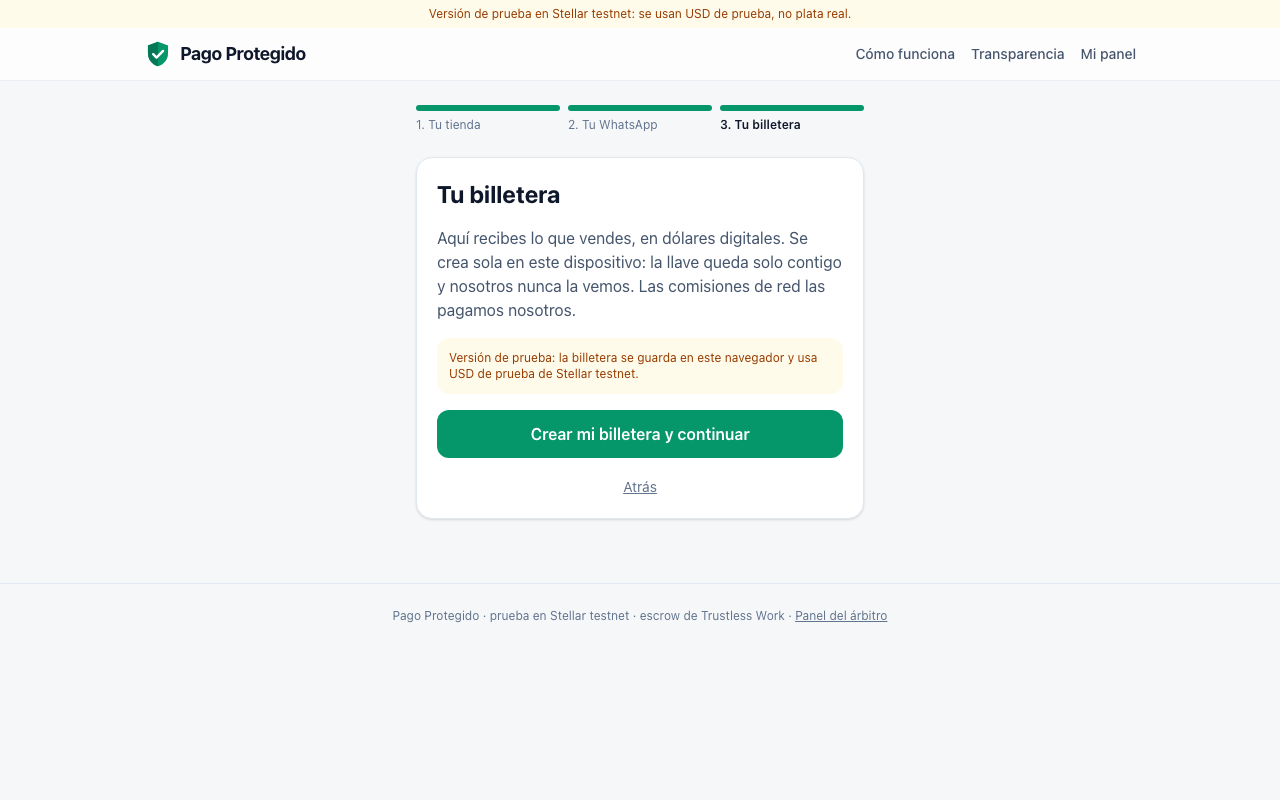 Versión de prueba en Stellar testnet: se usan USD de prueba, no plata real.
Pago Protegido
Cómo funciona
Transparencia
Mi panel
1. Tu tienda
2. Tu WhatsApp
3. Tu billetera
Tu billetera
Aquí recibes lo que vendes, en dólares digitales. Se
crea sola en este dispositivo: la llave queda solo contigo
y nosotros nunca la vemos. Las comisiones de red las
pagamos nosotros.
Versión de prueba: la billetera se guarda en este navegador y usa
USD de prueba de Stellar testnet.
Crear mi billetera y continuar
Atrás
Pago Protegido · prueba en Stellar testnet · escrow de Trustless Work · Panel del árbitro